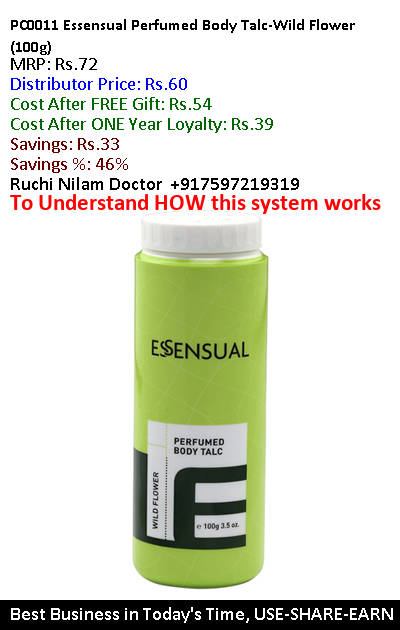 PC0011 Essensual Perfumed Body Talc-Wild Flower
(100g)
MRP: Rs.72
Distributor Price: Rs.60
Cost After FREE Gift: Rs.54
Cost After ONE Year Loyalty: Rs.39
Savings: Rs.33
Savings %: 46%
Ruchi Nilam Doctor +917597219319
To Understand HOW this system works
ESSENSUAL
PERFUMED
BODY TALC
WILD FLOWER
e 100g 3.5 oz.
Best Business in Today's Time, USE-SHARE-EARN